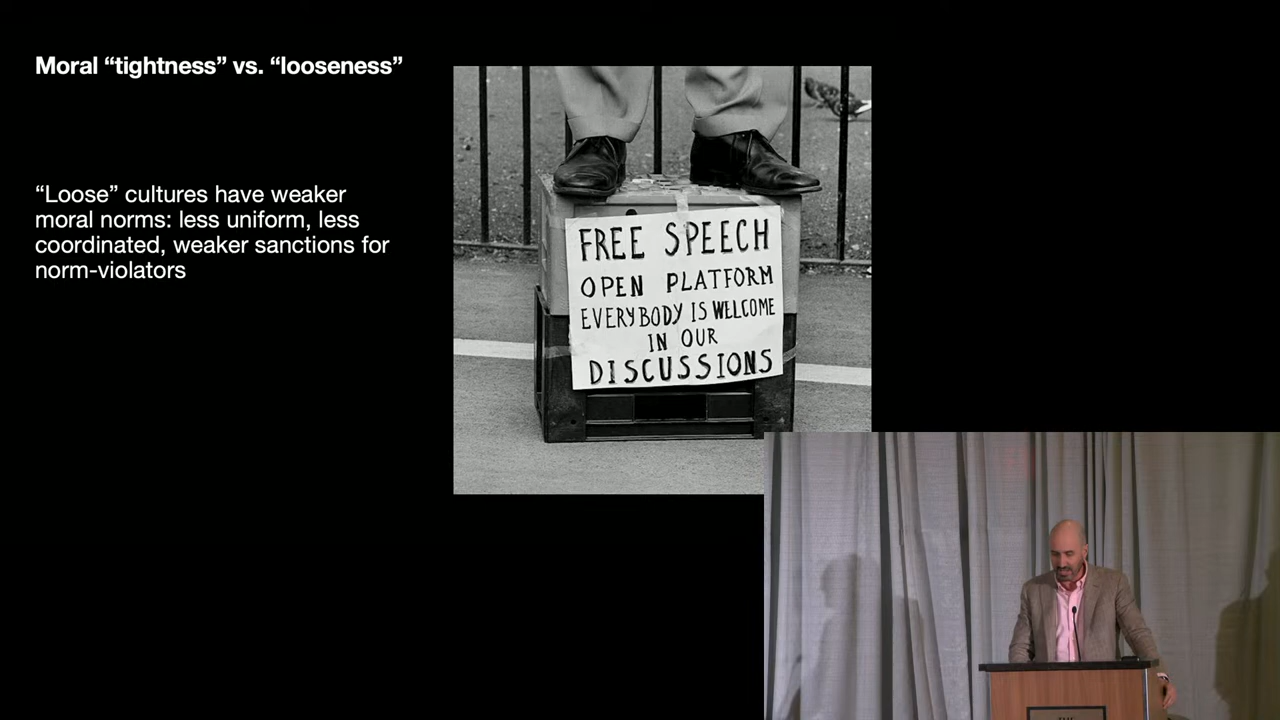 Moral “tightness” vs. “looseness”
“Loose” cultures have weaker
moral norms: less uniform, less
coordinated, weaker sanctions for
norm-violators
FREE SPEECH
OPEN PLATFORM
EVERYBODY IS WELCOME
IN OUR
DISCUSSIONS